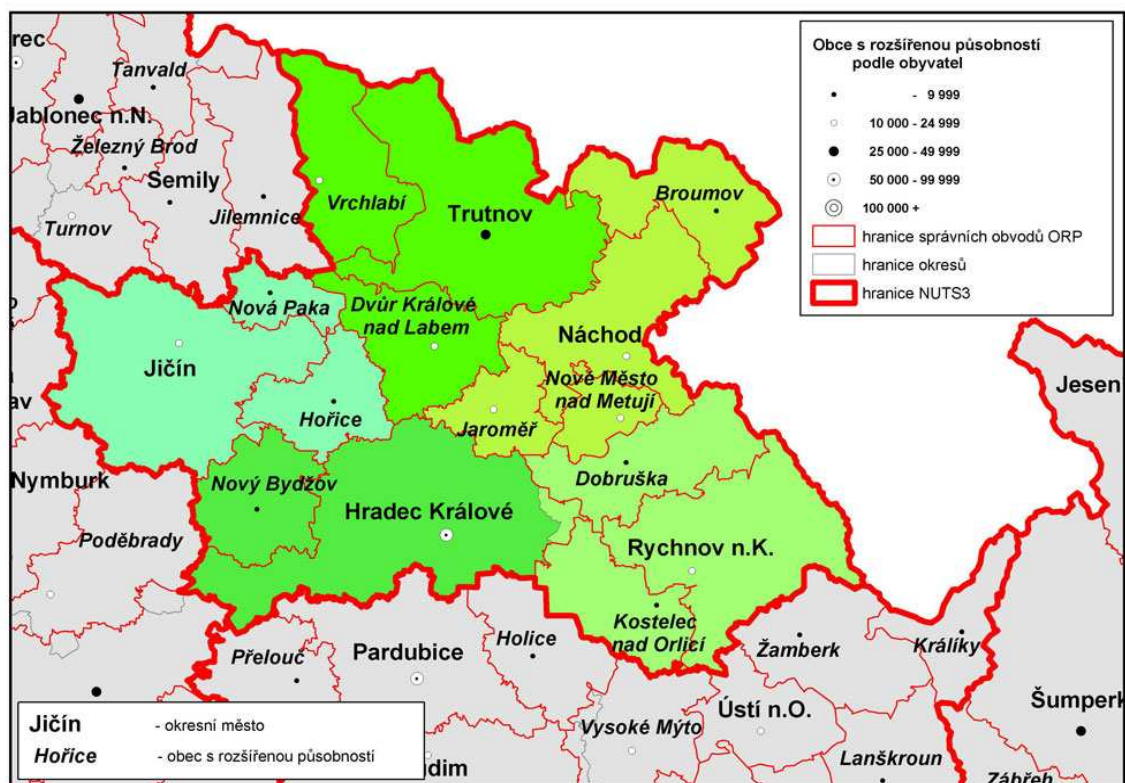 rec
Tanvald
Jablonec n.N.
Železný Brod
Semily
Jilemnice
Turnov
Vrchlabí
Trutnov
Broumov
Nová Paka
Dvůr Králové
nad Labem
Náchod
Jičín
Nové Město
nad Metují
Hořice
Jaroměř
av
Nymburk
Nový Bydžov
Dobruška
Hradec Králové
Poděbrady
Rychnov n.K.
Kostelec
nad Orlicí
Holice
Pardubice
Přelouč
Žamberk
Králíky
Jesen
Šumperk
Ústí n.O.
Vysoké Mýto
Lanškroun
Zábřeh
udim
Obce s rozšířenou působností
podle obyvatel
- 9 999
10 000 - 24 999
25 000 - 49 999
50 000 - 99 999
100 000 +
hranice správních obvodů ORP
hranice okresů
hranice NUTS3
Jičín - okresní město
Hořice - obec s rozšířenou působností